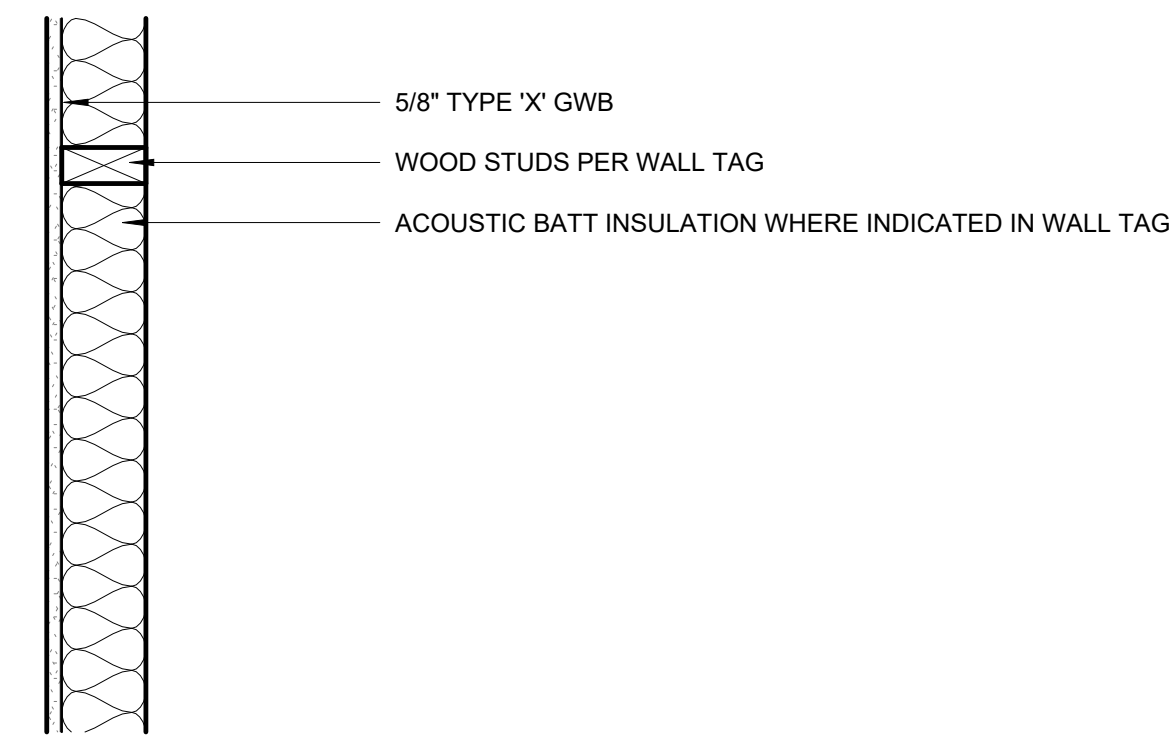 5/8" TYPE 'X' GWB
WOOD STUDS PER WALL TAG
ACOUSTIC BATT INSULATION WHERE INDICATED IN WALL TAG